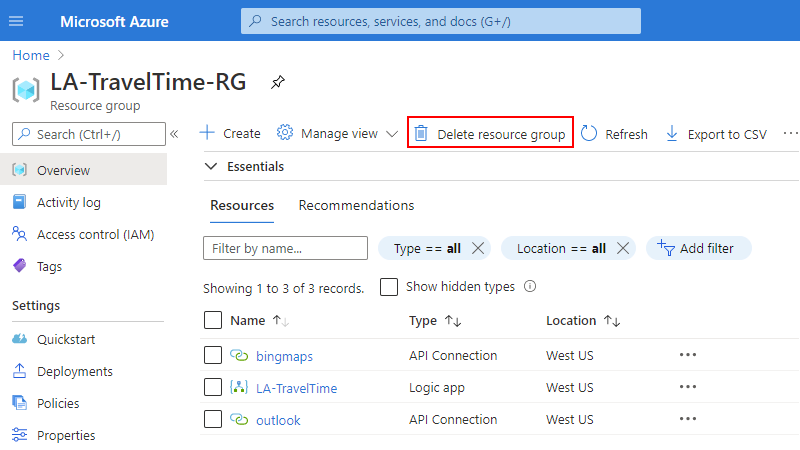 Microsoft Azure
Search resources, services, and docs (G+/)
Home
LA-TravelTime-RG
Resource group
Search (Ctrl+/)
Create
Manage view
Delete resource group
Refresh
Export to CSV
Overview
Activity log
Access control (IAM)
Tags
Settings
Quickstart
Deployments
Policies
Properties
Essentials
Resources
Recommendations
Filter by name...
Type == all
Location == all
Add filter
Showing 1 to 3 of 3 records.
Show hidden types
Name Type Location
bingmaps API Connection West US
LA-TravelTime Logic app West US
outlook API Connection West US